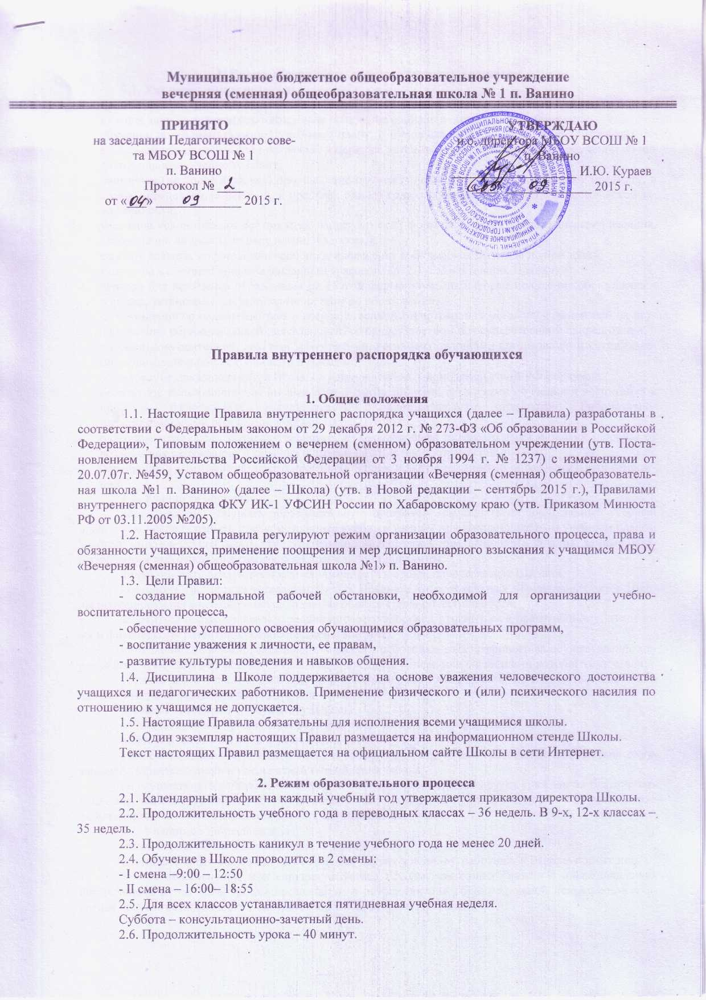 Муниципальное бюджетное общеобразовательное учреждение
вечерняя (сменная) общеобразовательная школа № 1 п. Ванино
ПРИНЯТО
на заседании Педагогического сове-
та МБОУ ВСОШ № 1
п. Ванино
Протокол № 2
от «04» 09 2015 г.
УТВЕРЖДАЮ
и.о. директора МБОУ ВСОШ № 1
п. Ванино
И.Ю. Кураев
«05» 09 2015 г.
Правила внутреннего распорядка обучающихся
1. Общие положения
1.1. Настоящие Правила внутреннего распорядка учащихся (далее – Правила) разработаны в
соответствии с Федеральным законом от 29 декабря 2012 г. № 273-ФЗ «Об образовании в Российской
Федерации», Типовым положением о вечернем (сменном) образовательном учреждении (утв. Поста-
новлением Правительства Российской Федерации от 3 ноября 1994 г. № 1237) с изменениями от
20.07.07г. №459, Уставом общеобразовательной организации «Вечерняя (сменная) общеобразователь-
ная школа №1 п. Ванино» (далее – Школа) (утв. в Новой редакции – сентябрь 2015 г.), Правилами
внутреннего распорядка ФКУ ИК-1 УФСИН России по Хабаровскому краю (утв. Приказом Минюста
РФ от 03.11.2005 №205).
1.2. Настоящие Правила регулируют режим организации образовательного процесса, права и
обязанности учащихся, применение поощрения и мер дисциплинарного взыскания к учащимся МБОУ
«Вечерняя (сменная) общеобразовательная школа №1» п. Ванино.
1.3. Цели Правил:
- создание нормальной рабочей обстановки, необходимой для организации учебно-
воспитательного процесса,
- обеспечение успешного освоения обучающимися образовательных программ,
- воспитание уважения к личности, ее правам,
- развитие культуры поведения и навыков общения.
1.4. Дисциплина в Школе поддерживается на основе уважения человеческого достоинства
учащихся и педагогических работников. Применение физического и (или) психического насилия по
отношению к учащимся не допускается.
1.5. Настоящие Правила обязательны для исполнения всеми учащимися школы.
1.6. Один экземпляр настоящих Правил размещается на информационном стенде Школы.
Текст настоящих Правил размещается на официальном сайте Школы в сети Интернет.
2. Режим образовательного процесса
2.1. Календарный график на каждый учебный год утверждается приказом директора Школы.
2.2. Продолжительность учебного года в переводных классах – 36 недель. В 9-х, 12-х классах –
35 недель.
2.3. Продолжительность каникул в течение учебного года не менее 20 дней.
2.4. Обучение в Школе проводится в 2 смены:
- I смена –9:00 – 12:50
- II смена – 16:00– 18:55
2.5. Для всех классов устанавливается пятидневная учебная неделя.
Суббота – консультационно-зачетный день.
2.6. Продолжительность урока – 40 минут.